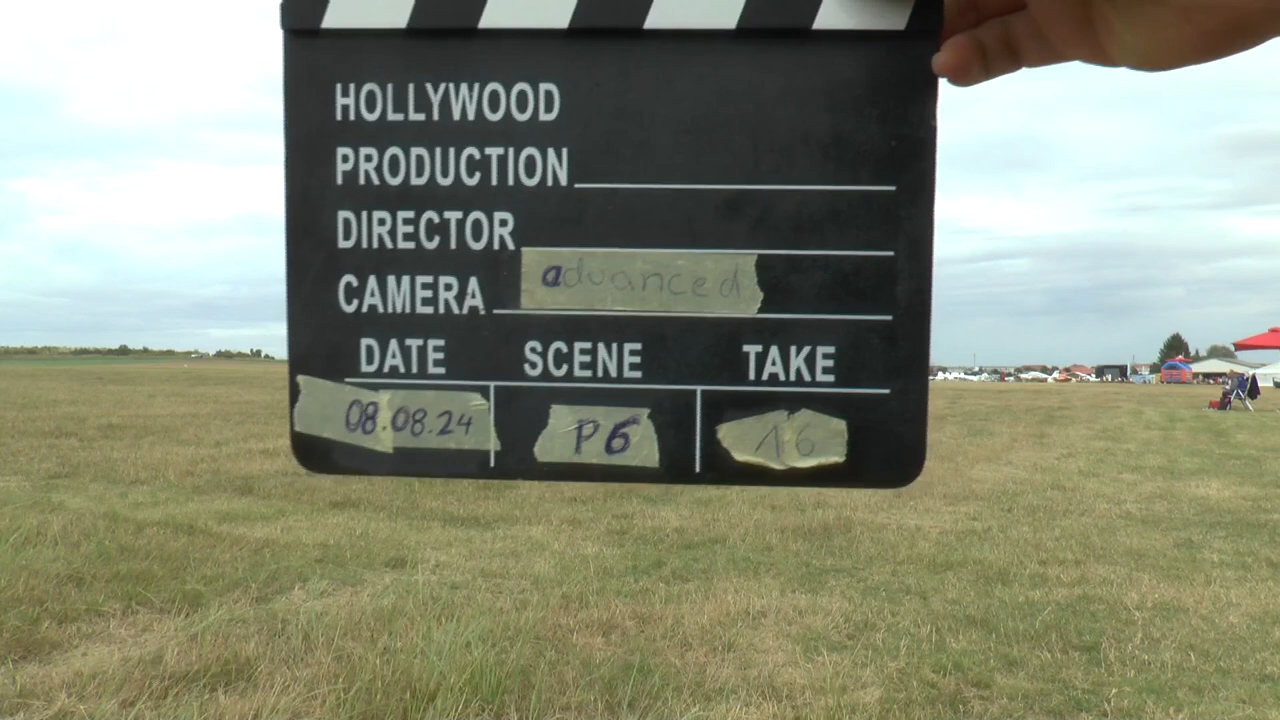 HOLLYWOOD
PRODUCTION
DIRECTOR
CAMERA advanced
DATE SCENE TAKE
08.08.24 P6 16